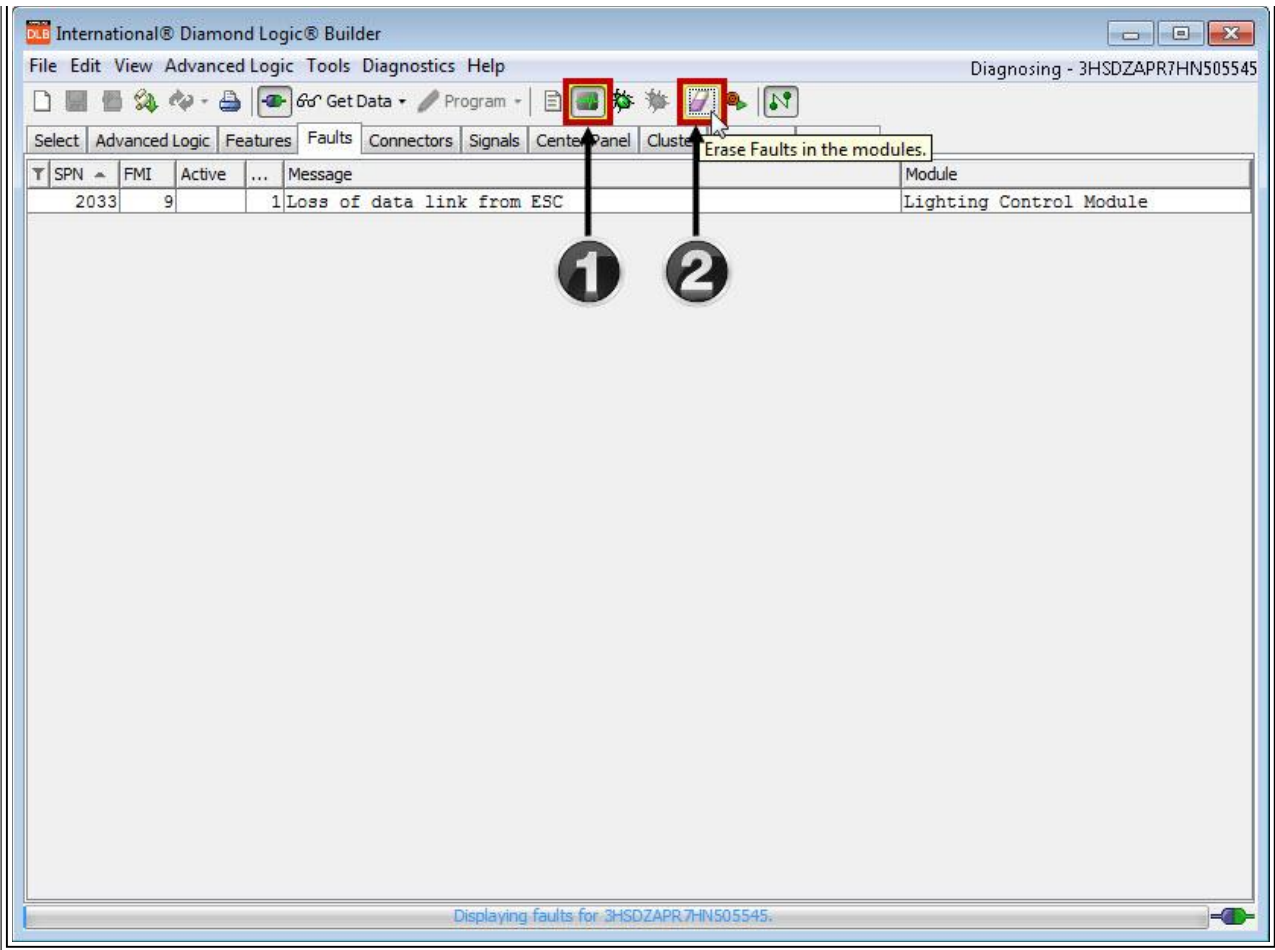 DLB International® Diamond Logic® Builder
File Edit View Advanced Logic Tools Diagnostics Help Diagnosing - 3HSDZAPR7HN505545
Get Data Program
Select Advanced Logic Features Faults Connectors Signals Center Panel Cluster
Erase Faults in the modules.
SPN FMI Active ... Message Module
2033 9 1 Loss of data link from ESC Lighting Control Module
1 2
Displaying faults for 3HSDZAPR7HN505545.